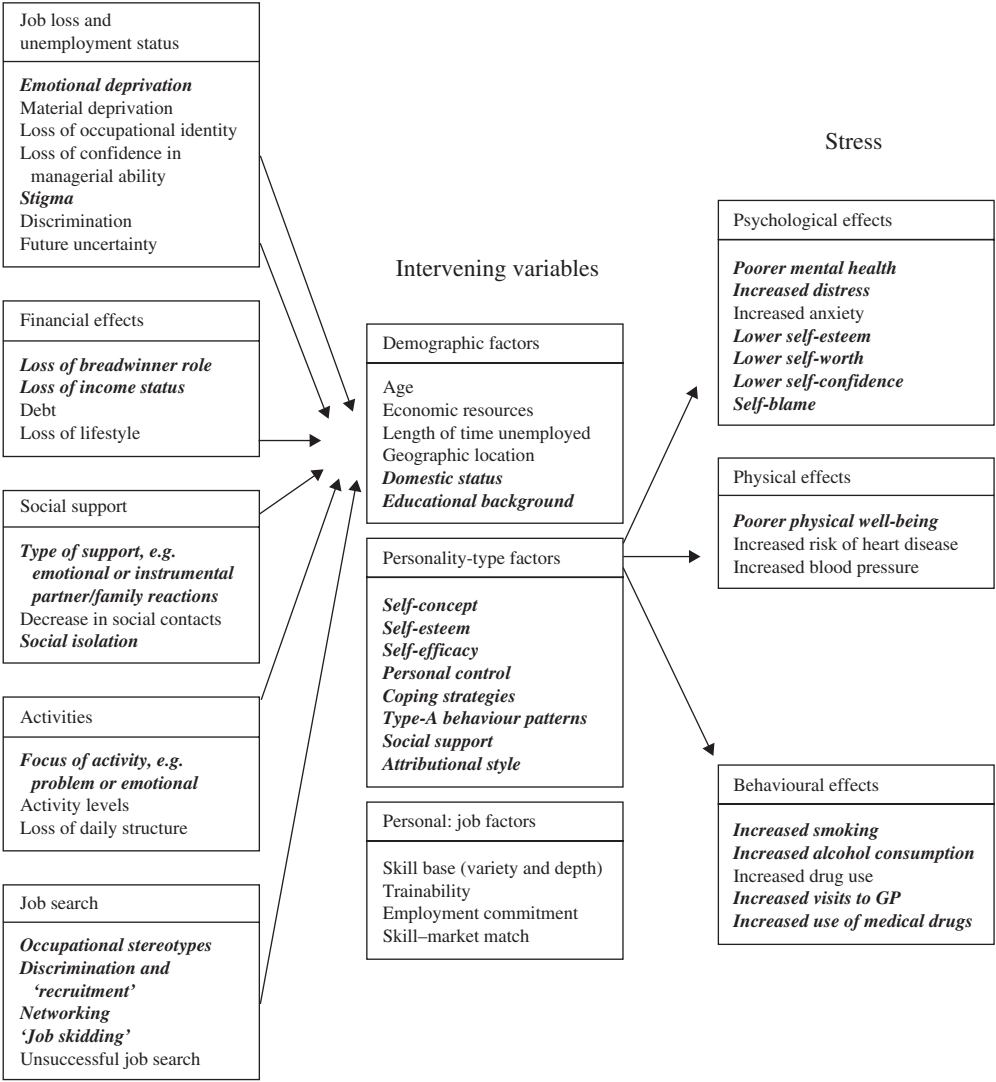 Job loss and
unemployment status
Emotional deprivation
Material deprivation
Loss of occupational identity
Loss of confidence in
managerial ability
Stigma
Discrimination
Future uncertainty
Financial effects
Loss of breadwinner role
Loss of income status
Debt
Loss of lifestyle
Social support
Type of support, e.g.
emotional or instrumental
partner/family reactions
Decrease in social contacts
Social isolation
Activities
Focus of activity, e.g.
problem or emotional
Activity levels
Loss of daily structure
Job search
Occupational stereotypes
Discrimination and
‘recruitment’
Networking
‘Job skidding’
Unsuccessful job search
Intervening variables
Demographic factors
Age
Economic resources
Length of time unemployed
Geographic location
Domestic status
Educational background
Personality-type factors
Self-concept
Self-esteem
Self-efficacy
Personal control
Coping strategies
Type-A behaviour patterns
Social support
Attributional style
Personal: job factors
Skill base (variety and depth)
Trainability
Employment commitment
Skill–market match
Stress
Psychological effects
Poorer mental health
Increased distress
Increased anxiety
Lower self-esteem
Lower self-worth
Lower self-confidence
Self-blame
Physical effects
Poorer physical well-being
Increased risk of heart disease
Increased blood pressure
Behavioural effects
Increased smoking
Increased alcohol consumption
Increased drug use
Increased visits to GP
Increased use of medical drugs